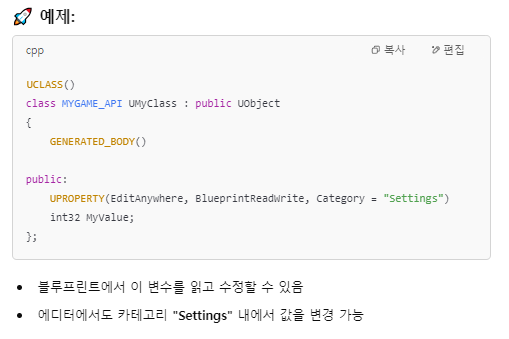 🚀 예제:
cpp 복사 편집
UCLASS()
class MYGAME_API UMyClass : public UObject
{
    GENERATED_BODY()

public:
    UPROPERTY(EditAnywhere, BlueprintReadWrite, Category = "Settings")
    int32 MyValue;
};
• 블루프린트에서 이 변수를 읽고 수정할 수 있음
• 에디터에서도 카테고리 "Settings" 내에서 값을 변경 가능